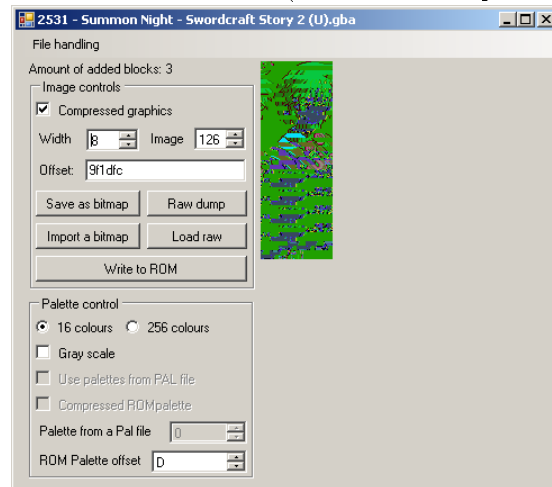 2531 - Summon Night - Swordcraft Story 2 (U).gba
File handling
Amount of added blocks: 3
Image controls
Compressed graphics
Width 8 Image 126
Offset: 9f1dfc
Save as bitmap Raw dump
Import a bitmap Load raw
Write to ROM
Palette control
16 colours 256 colours
Gray scale
Use palettes from PAL file
Compressed ROMpalette
Palette from a Pal file 0
ROM Palette offset D